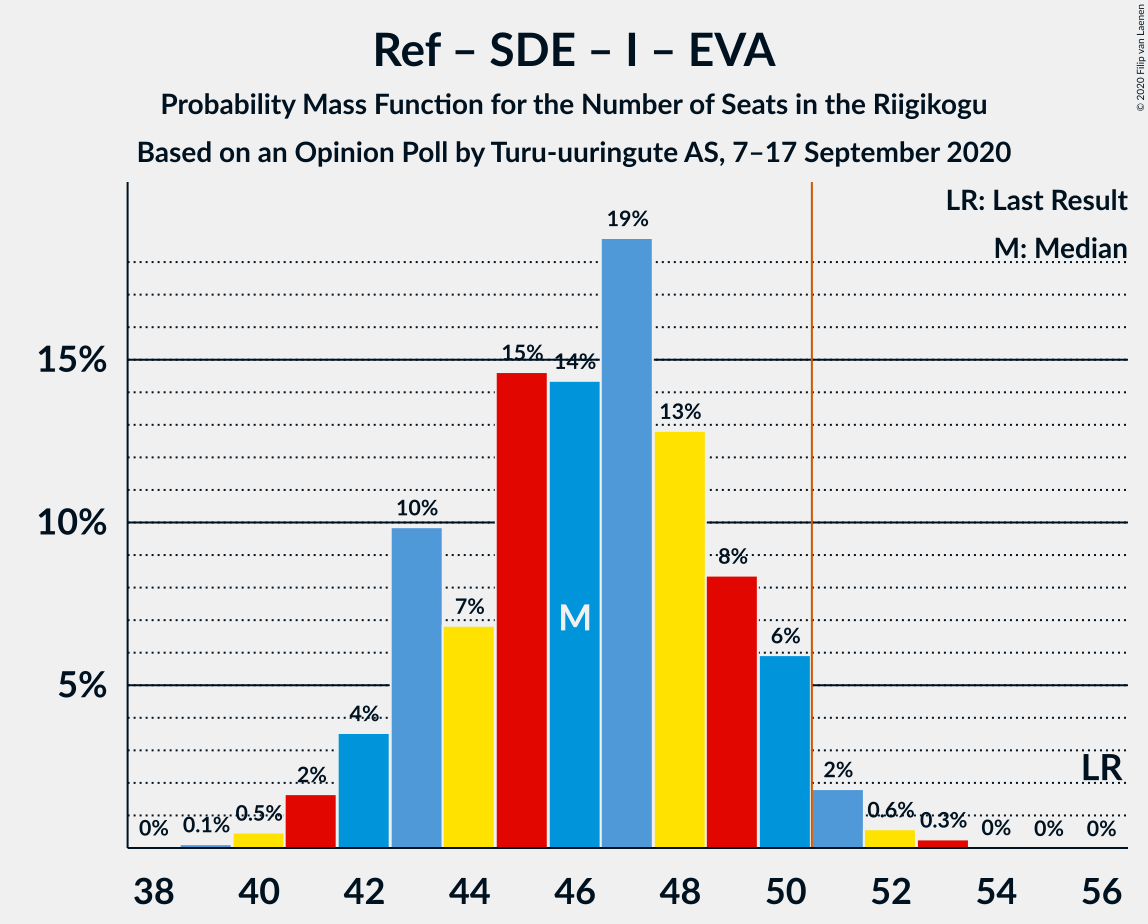 Ref – SDE – I – EVA
Probability Mass Function for the Number of Seats in the Riigikogu
Based on an Opinion Poll by Turu-uuringute AS, 7–17 September 2020
© 2020 Filip van Laenen
LR: Last Result
M: Median
19%
15%
15%
14%
13%
10%
10%
8%
7%
M
6%
5%
4%
LR
2%
2%
0%
0.1%
0.5%
0.6%
0.3%
0%
0%
0%
38 40 42 44 46 48 50 52 54 56